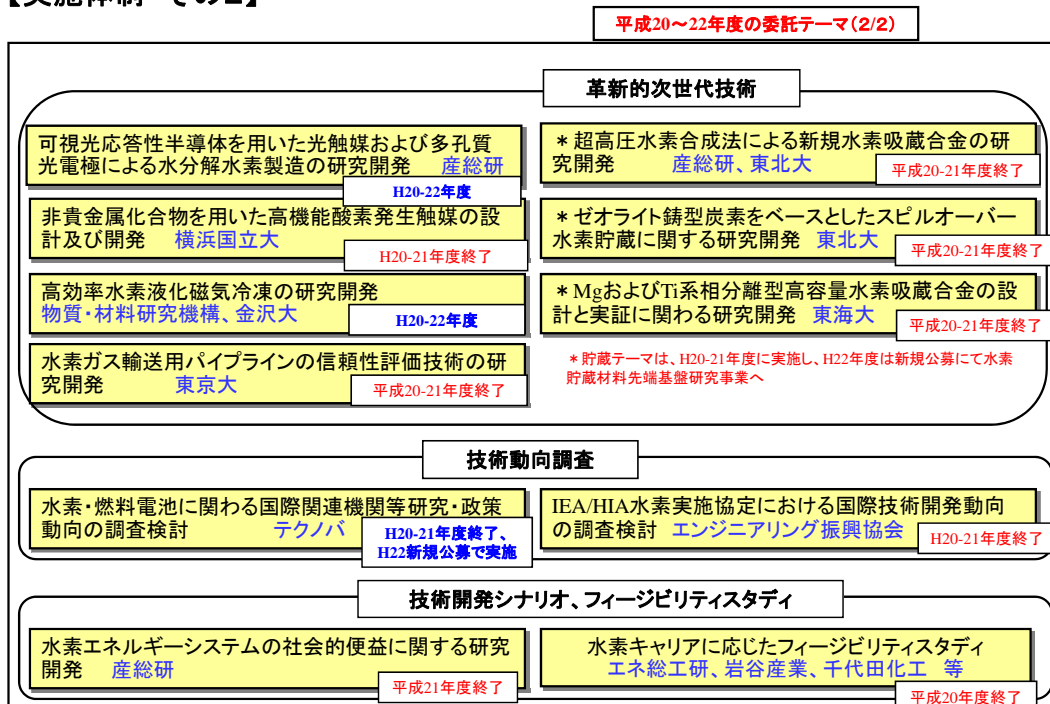 【実施体制 その2】
平成20~22年度の委託テーマ(2/2)
革新的次世代技術
可視光応答性半導体を用いた光触媒および多孔質
光電極による水分解水素製造の研究開発 産総研
H20-22年度
非貴金属化合物を用いた高機能酸素発生触媒の設
計及び開発 横浜国立大
H20-21年度終了
高効率水素液化磁気冷凍の研究開発
物質・材料研究機構、金沢大
H20-22年度
水素ガス輸送用パイプラインの信頼性評価技術の研
究開発 東京大
平成20-21年度終了
*超高圧水素合成法による新規水素吸蔵合金の研
究開発 産総研、東北大
平成20-21年度終了
*ゼオライト鋳型炭素をベースとしたスピルオーバー
水素貯蔵に関する研究開発 東北大
平成20-21年度終了
*MgおよびTi系相分離型高容量水素吸蔵合金の設
計と実証に関わる研究開発 東海大
平成20-21年度終了
*貯蔵テーマは、H20-21年度に実施し、H22年度は新規公募にて水素
貯蔵材料先端基盤研究事業へ
技術動向調査
水素・燃料電池に関わる国際関連機関等研究・政策
動向の調査検討 テクノバ
H20-21年度終了、
H22新規公募で実施
IEA/HIA水素実施協定における国際技術開発動向
の調査検討 エンジニアリング振興協会
H20-21年度終了
技術開発シナリオ、フィージビリティスタディ
水素エネルギーシステムの社会的便益に関する研究
開発 産総研
平成21年度終了
水素キャリアに応じたフィージビリティスタディ
エネ総工研、岩谷産業、千代田化工 等
平成20年度終了